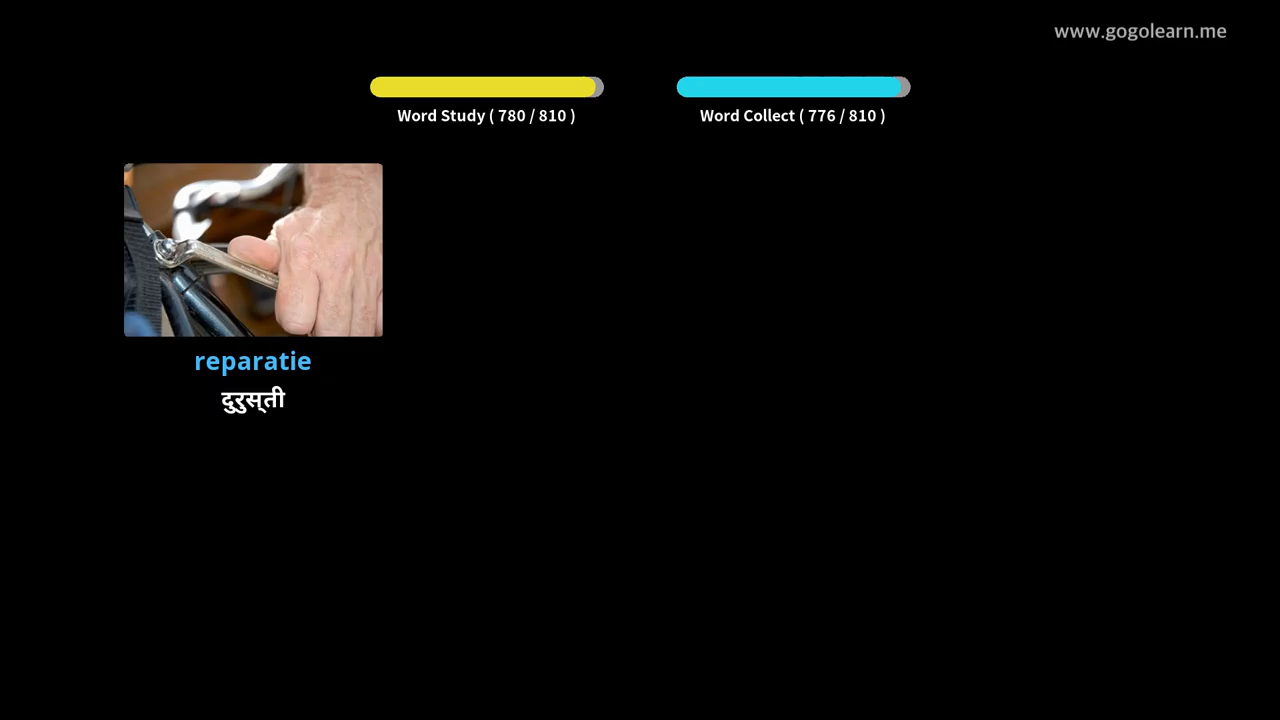 www.gogolearn.me
Word Study ( 780 / 810 )
Word Collect ( 776 / 810 )
reparatie
दुरुस्ती